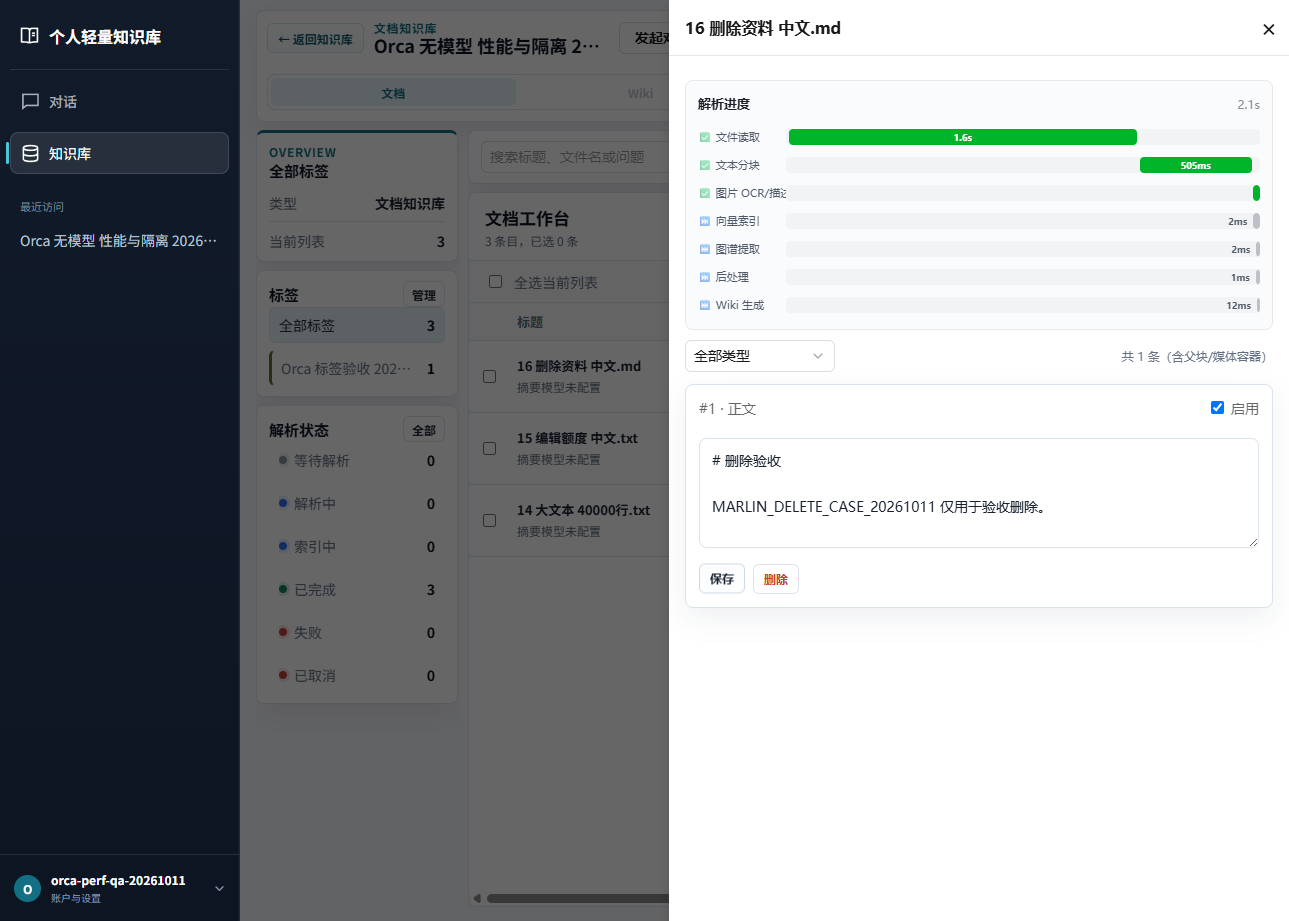 个人轻量知识库
对话
知识库
最近访问
Orca 无模型 性能与隔离 2026…
O
orca-perf-qa-20261011
账户与设置
← 返回知识库
文档知识库
Orca 无模型 性能与隔离 2…
发起对
文档
Wiki
OVERVIEW
全部标签
类型
文档知识库
当前列表
3
标签
管理
全部标签
3
Orca 标签验收 202…
1
解析状态
全部
等待解析
0
解析中
0
索引中
0
已完成
3
失败
0
已取消
0
搜索标题、文件名或问题
文档工作台
3 条目，已选 0 条
全选当前列表
标题
16 删除资料 中文.md
摘要模型未配置
15 编辑额度 中文.txt
摘要模型未配置
14 大文本 40000行.txt
摘要模型未配置
16 删除资料 中文.md
解析进度
2.1s
文件读取
1.6s
文本分块
505ms
图片 OCR/描述
向量索引
2ms
图谱提取
2ms
后处理
1ms
Wiki 生成
12ms
全部类型
共 1 条（含父块/媒体容器）
#1 · 正文
启用
# 删除验收
MARLIN_DELETE_CASE_20261011 仅用于验收删除。
保存
删除